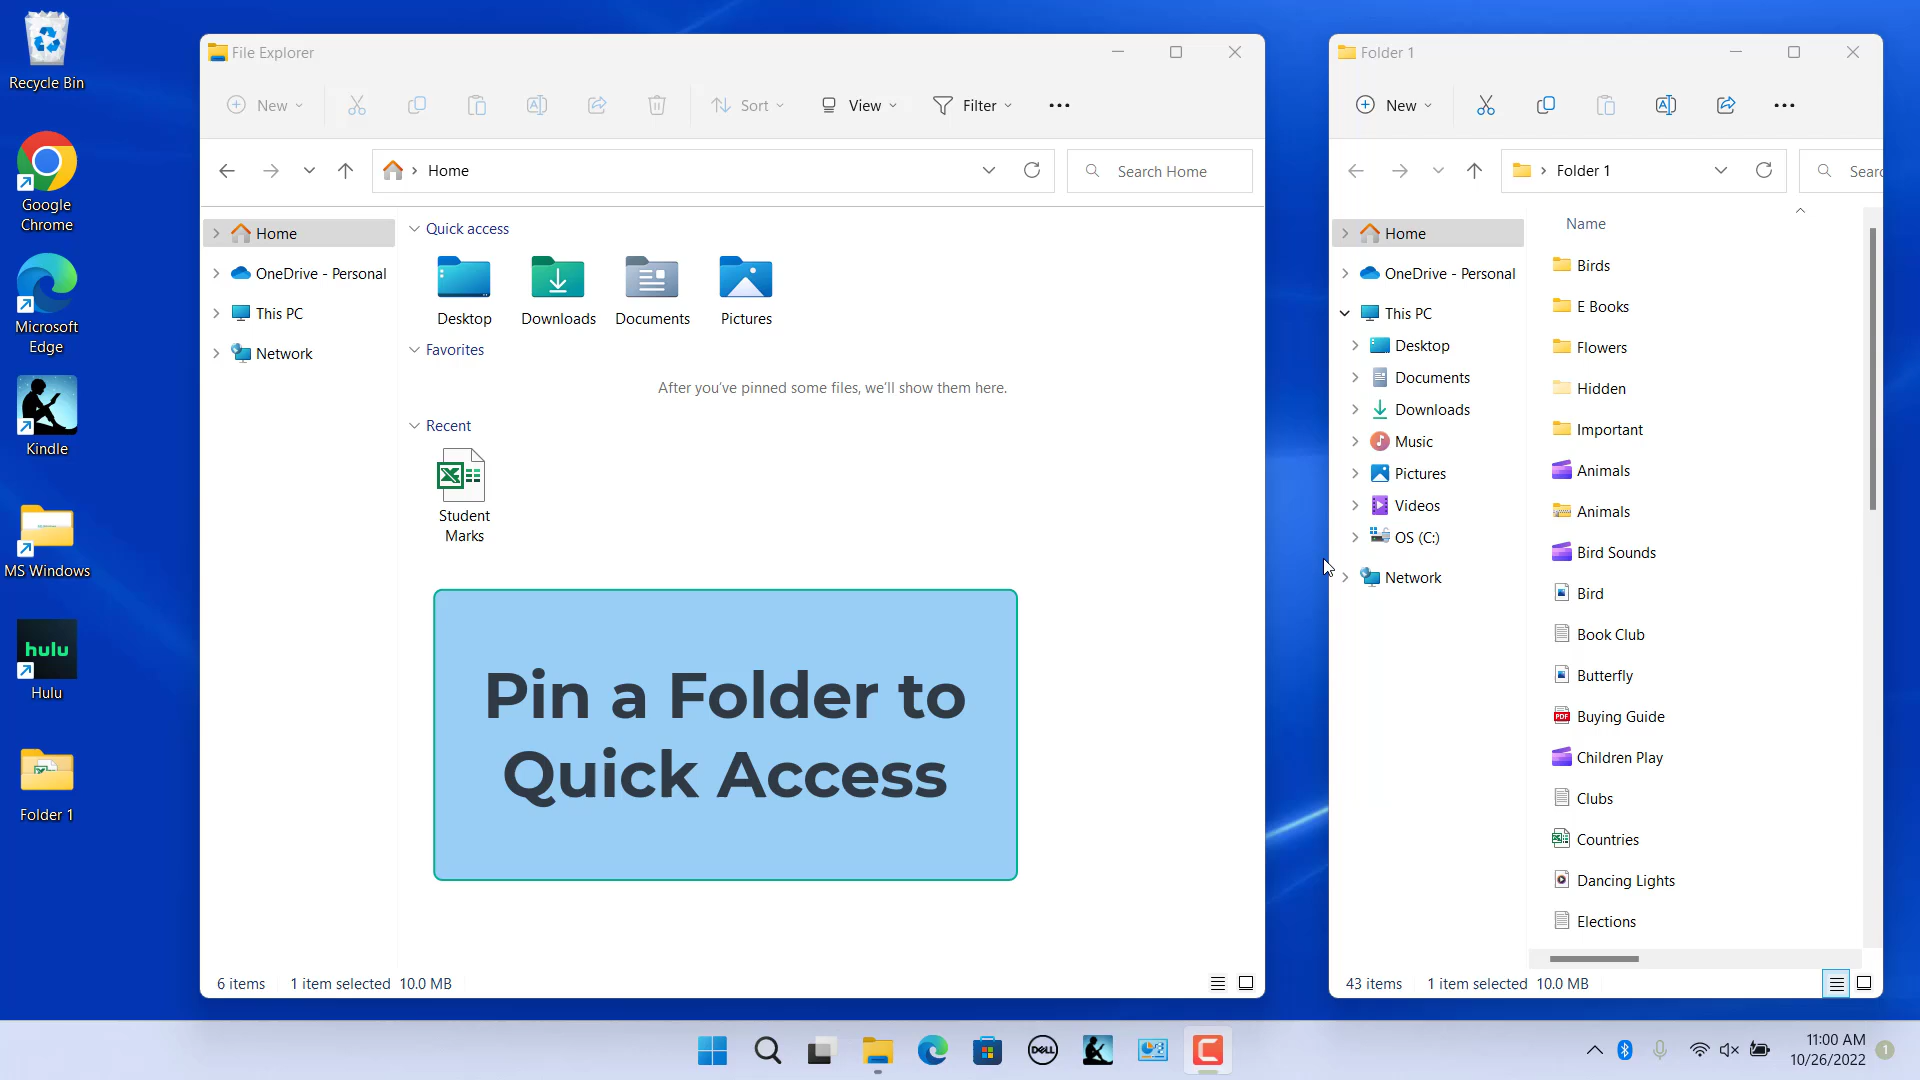 Recycle Bin
Google
Chrome
Microsoft
Edge
Kindle
MS Windows
hulu
Hulu
Folder 1
File Explorer
New
Sort
View
Filter
Home
Search Home
Home
OneDrive - Personal
This PC
Network
Quick access
Desktop
Downloads
Documents
Pictures
Favorites
After you've pinned some files, we'll show them here.
Recent
Student
Marks
Pin a Folder to
Quick Access
6 items
1 item selected 10.0 MB
Folder 1
New
Folder 1
Sear
Home
OneDrive - Personal
This PC
Desktop
Documents
Downloads
Music
Pictures
Videos
OS (C:)
Network
Name
Birds
E Books
Flowers
Hidden
Important
Animals
Animals
Bird Sounds
Bird
Book Club
Butterfly
PDF
Buying Guide
Children Play
Clubs
Countries
Dancing Lights
Elections
43 items
1 item selected 10.0 MB
DELL
11:00 AM
10/26/2022
1